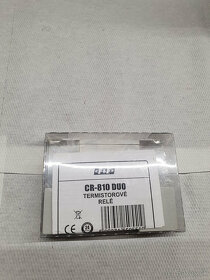 CR-810 DUO
TERMISTOROVÉ
RELÉ